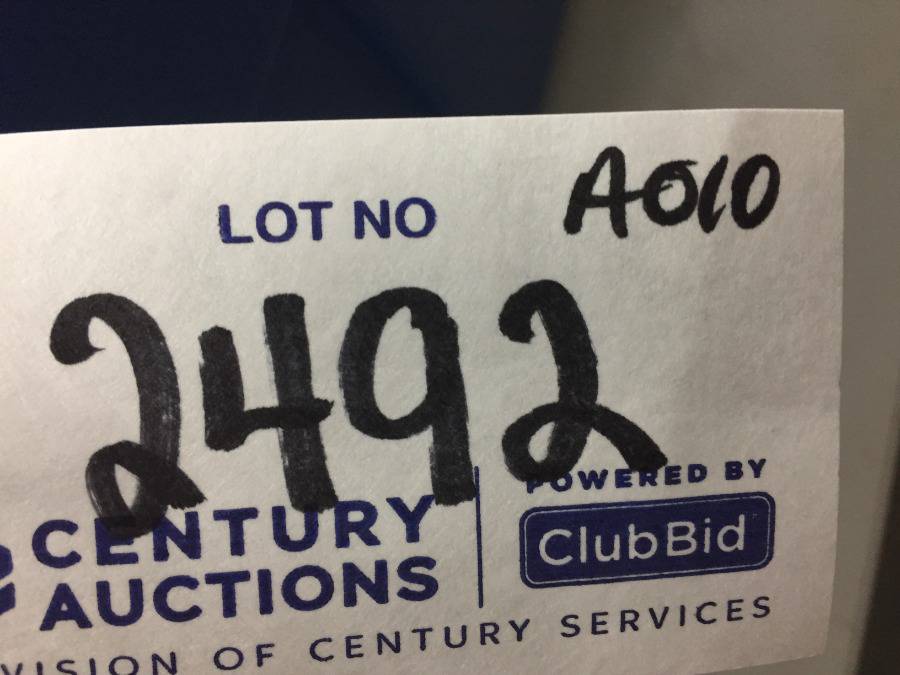 A010
LOT NO
2492
CENTURY
AUCTIONS
POWERED BY
ClubBid
VISION OF CENTURY SERVICES